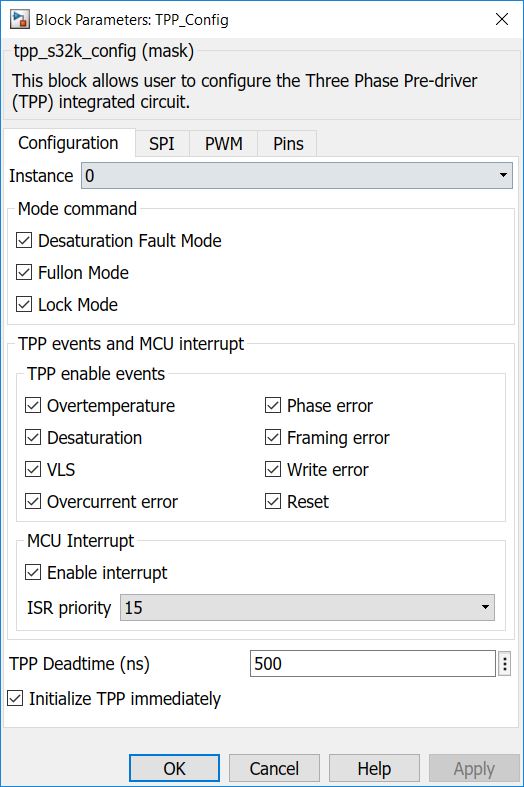 Block Parameters: TPP_Config
tpp_s32k_config (mask)
This block allows user to configure the Three Phase Pre-driver
(TPP) integrated circuit.
Configuration SPI PWM Pins
Instance 0
Mode command
Desaturation Fault Mode
Fullon Mode
Lock Mode
TPP events and MCU interrupt
TPP enable events
Overtemperature Phase error
Desaturation Framing error
VLS Write error
Overcurrent error Reset
MCU Interrupt
Enable interrupt
ISR priority 15
TPP Deadtime (ns) 500
Initialize TPP immediately
OK Cancel Help Apply